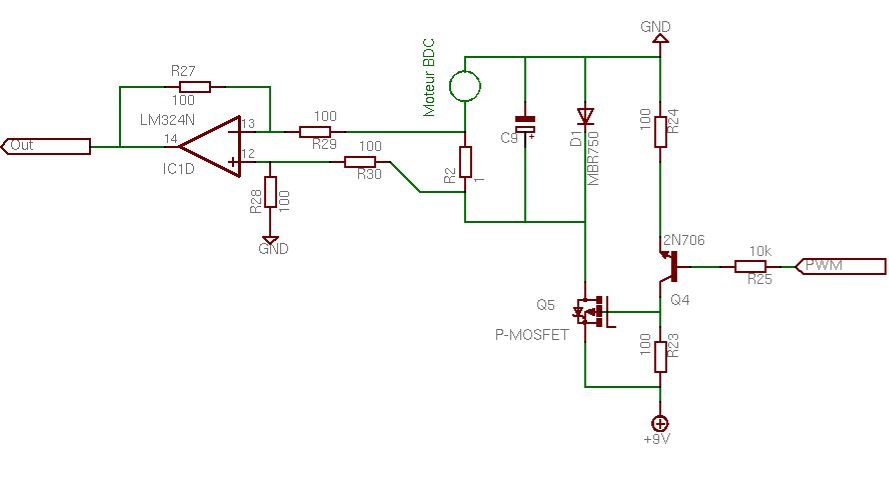 GND
Moteur BDC
R27
100
LM324N
13
14
Out
12
IC1D
100
R29
100
R30
R28
100
GND
R2
1
C9
+
D1
MBR750
100
R24
2N706
10k
PWM
R25
Q4
Q5
P-MOSFET
100
R23
+9V